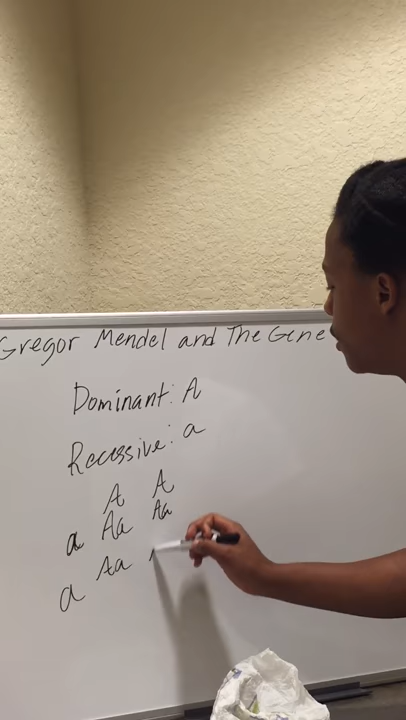 Gregor Mendel and The Gene
Dominant: A
Recessive: a
A A
a Aa Aa
a Aa